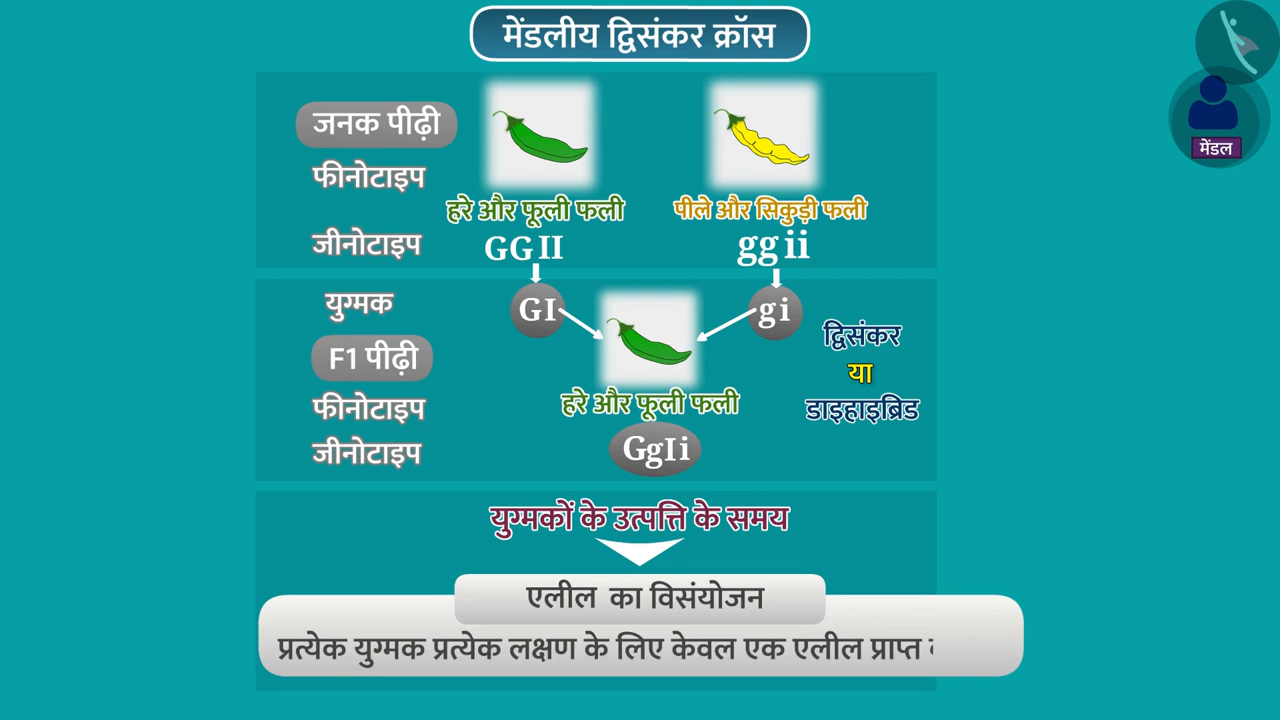 मेंडलीय द्विसंकर क्रॉस
मेंडल
जनक पीढ़ी
फीनोटाइप
हरे और फूली फली
पीले और सिकुड़ी फली
जीनोटाइप
GG II
gg ii
युग्मक
GI
gi
F1 पीढ़ी
द्विसंकर
या
डाइहाइब्रिड
फीनोटाइप
हरे और फूली फली
जीनोटाइप
GgIi
युग्मकों के उत्पत्ति के समय
एलील का विसंयोजन
प्रत्येक युग्मक प्रत्येक लक्षण के लिए केवल एक एलील प्राप्त